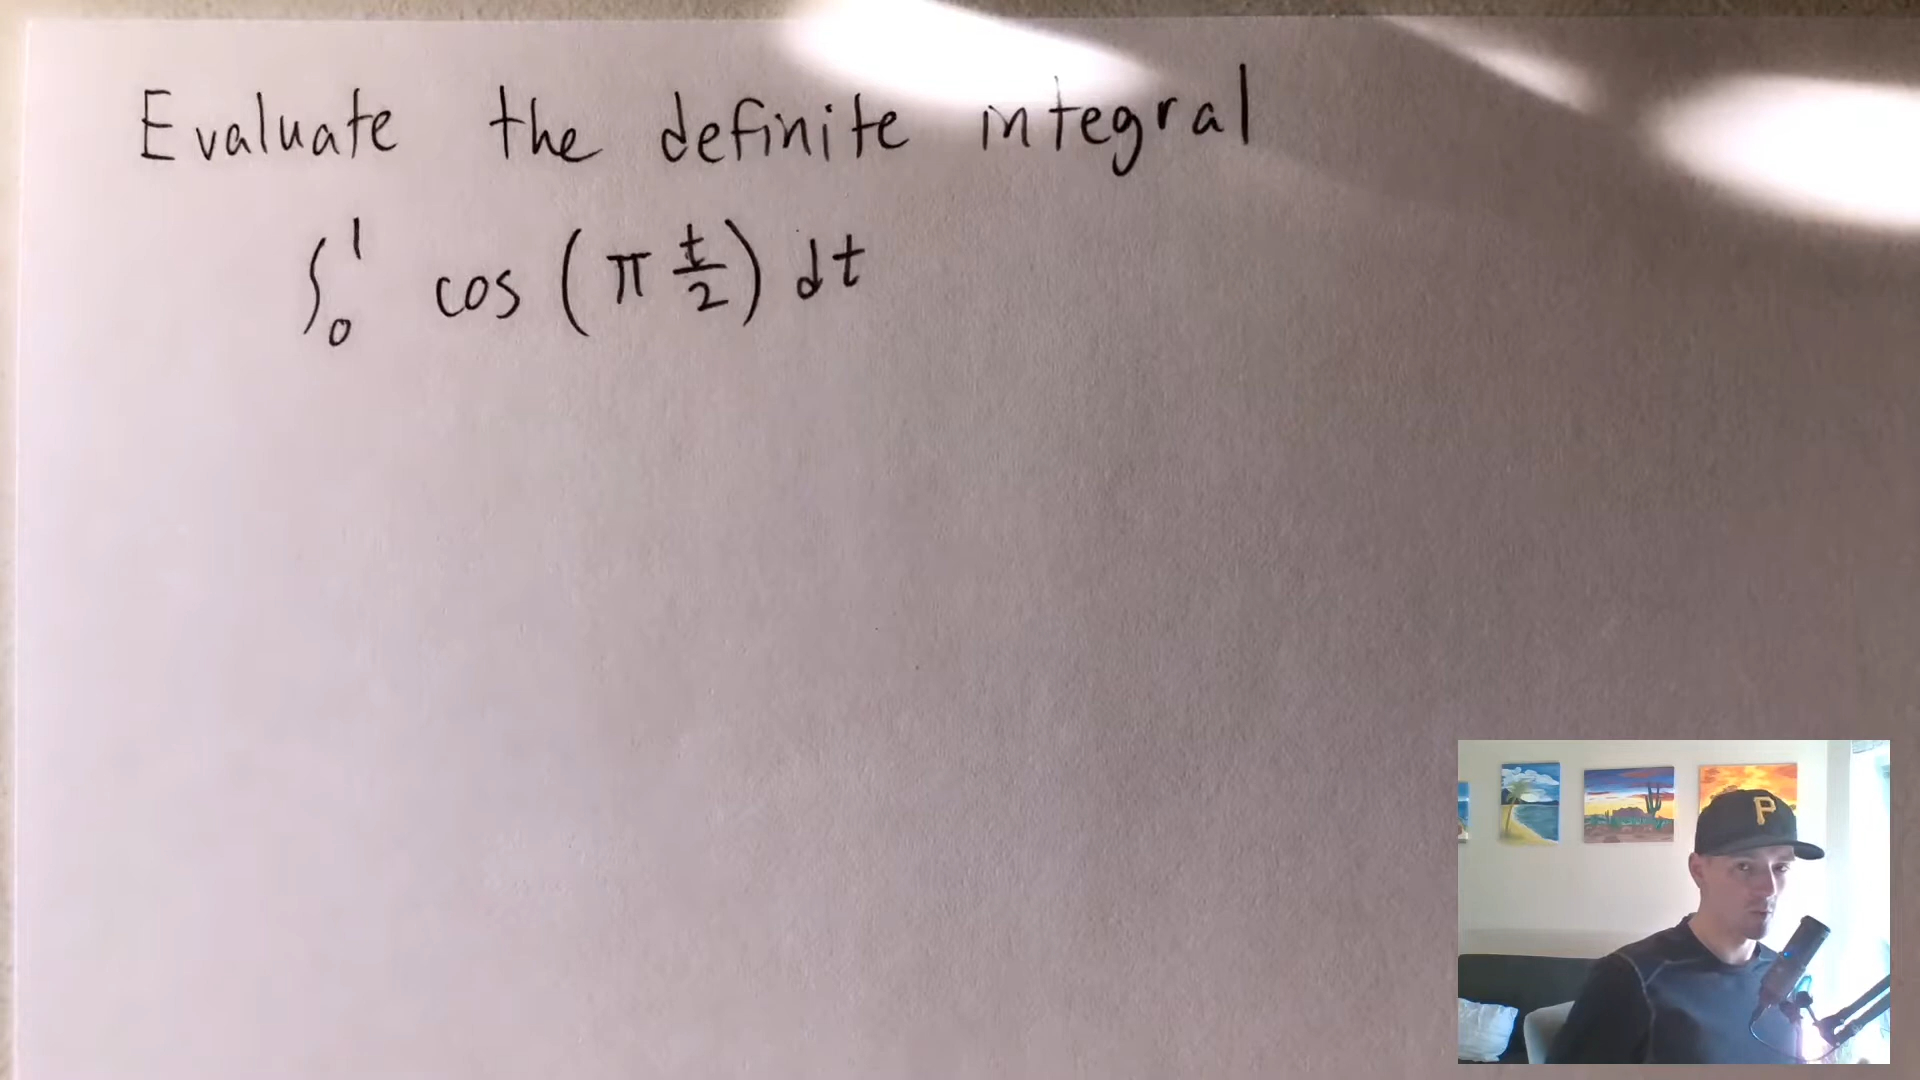 Evaluate the definite integral
∫₀¹ cos (π t/2) dt
P